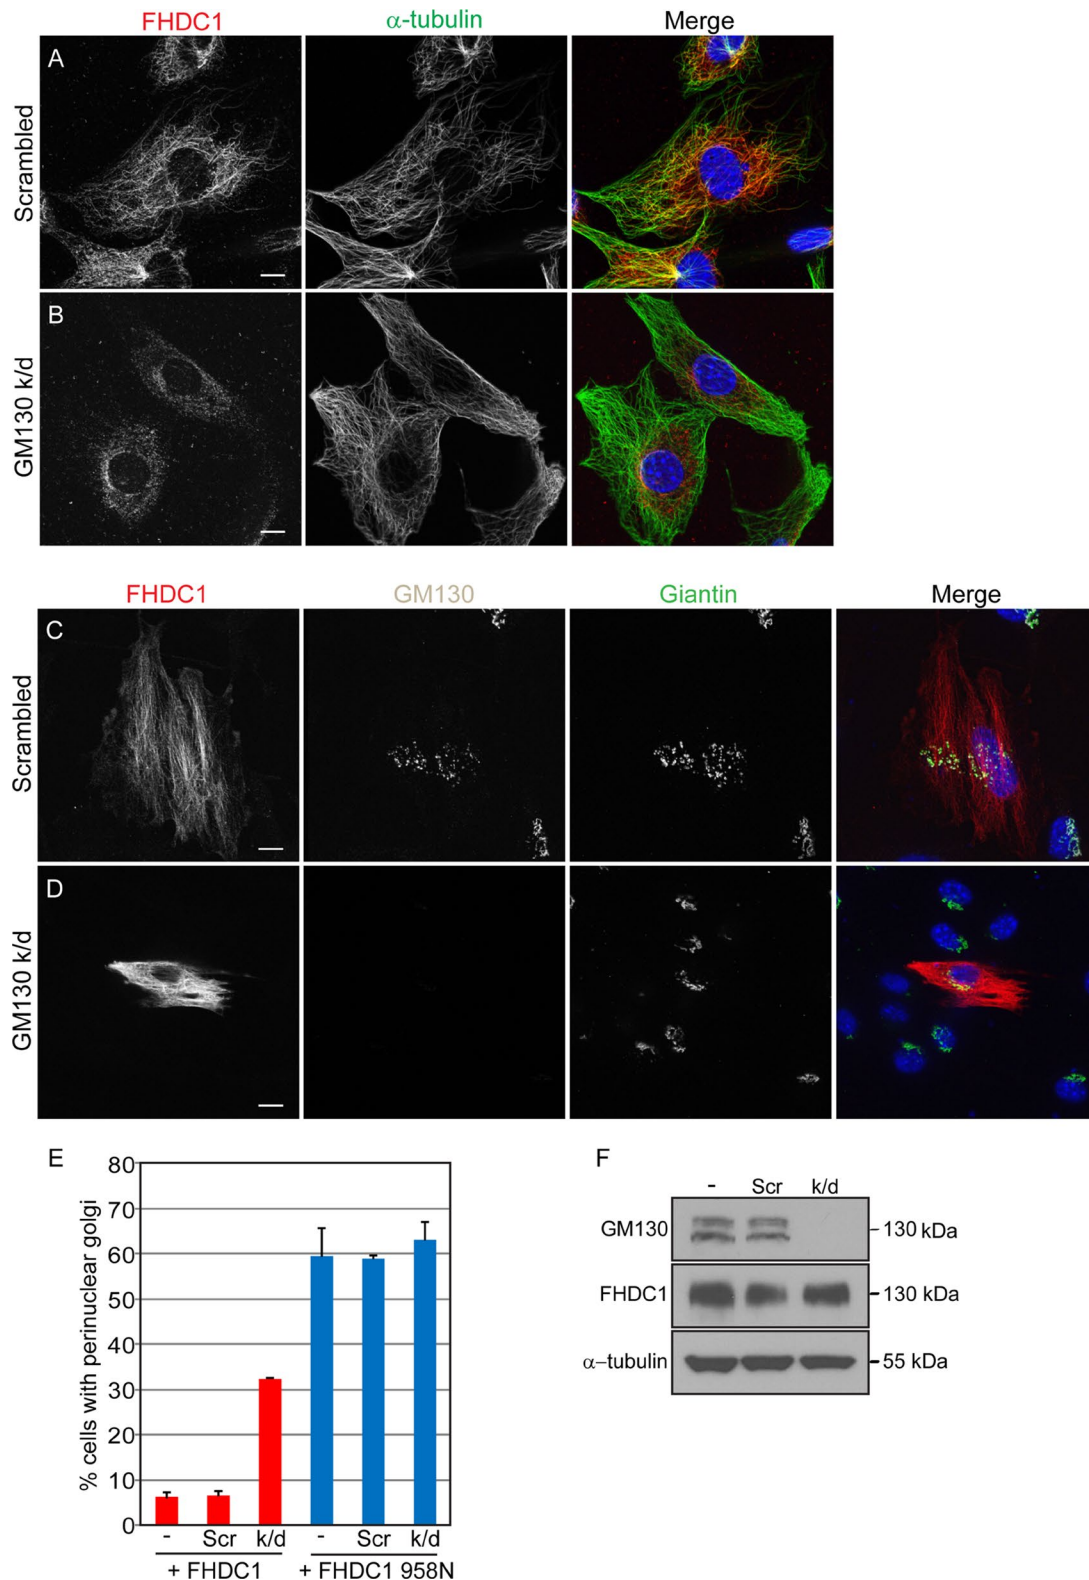 FHDC1 α-tubulin Merge
A
Scrambled
B
GM130 k/d
FHDC1 GM130 Giantin Merge
C
Scrambled
D
GM130 k/d
E
80
70
60
50
40
30
20
10
0
% cells with perinuclear golgi
- Scr k/d - Scr k/d
+ FHDC1 + FHDC1 958N
F
- Scr k/d
GM130 130 kDa
FHDC1 130 kDa
α-tubulin 55 kDa